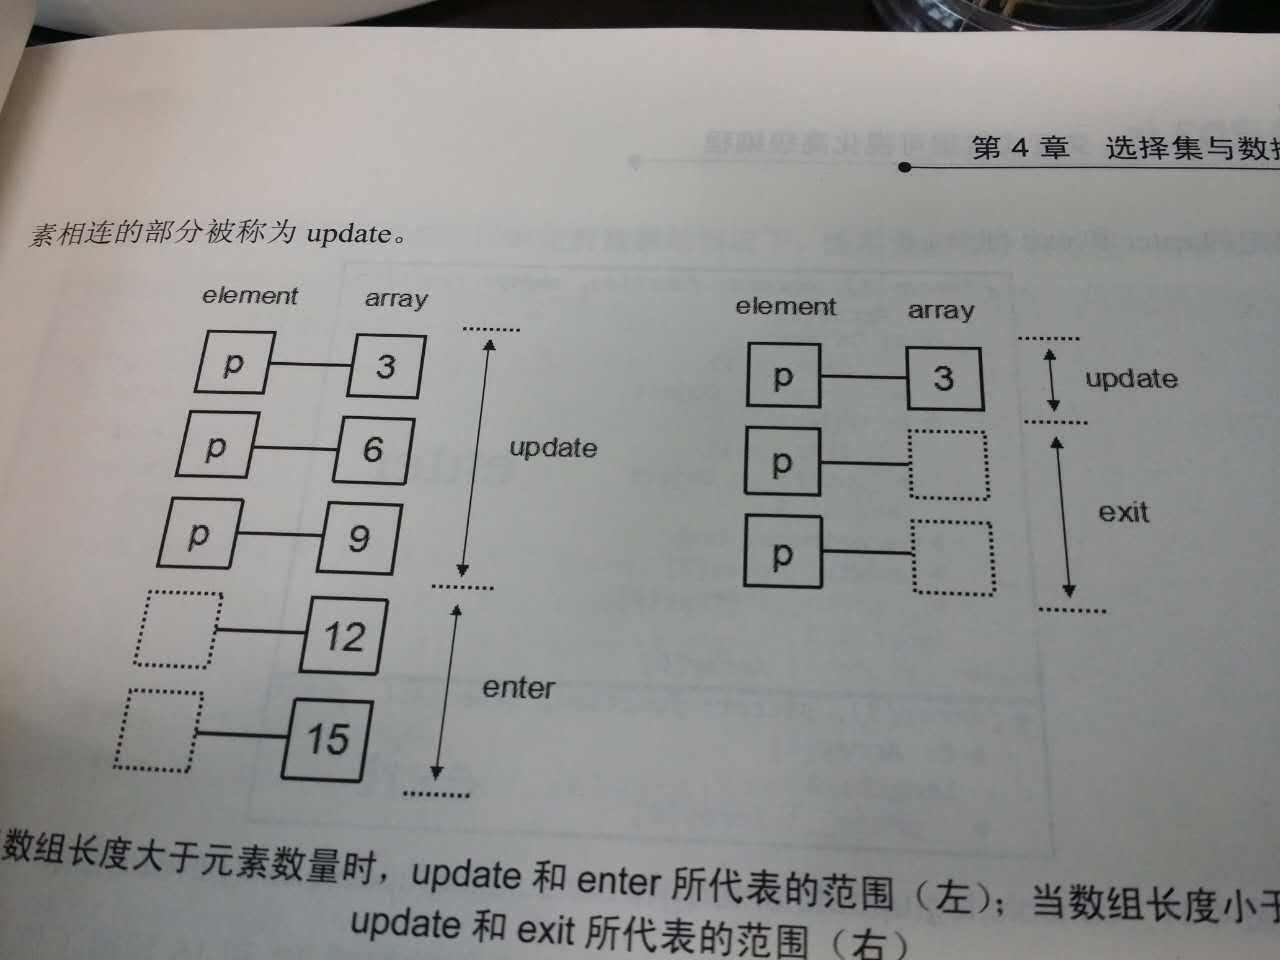 第 4 章 选择集与数据
素相连的部分被称为 update。
element array
p 3
p 6
p 9
12
15
update
enter
element array
p 3
p
p
update
exit
数组长度大于元素数量时，update 和 enter 所代表的范围（左）；当数组长度小于
update 和 exit 所代表的范围（右）